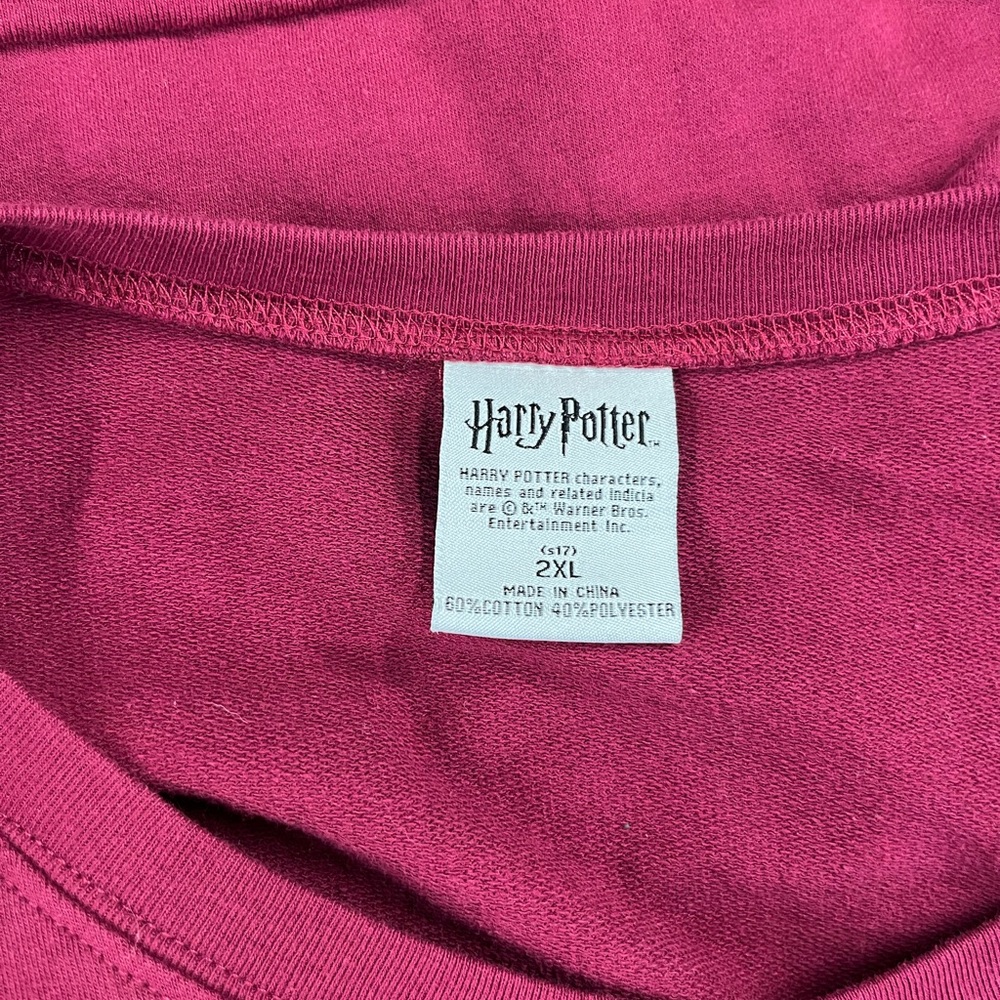 Harry Potter™
HARRY POTTER characters,
names and related indicia
are © &™ Warner Bros.
Entertainment Inc.
(s17)
2XL
MADE IN CHINA
60%COTTON 40%POLYESTER